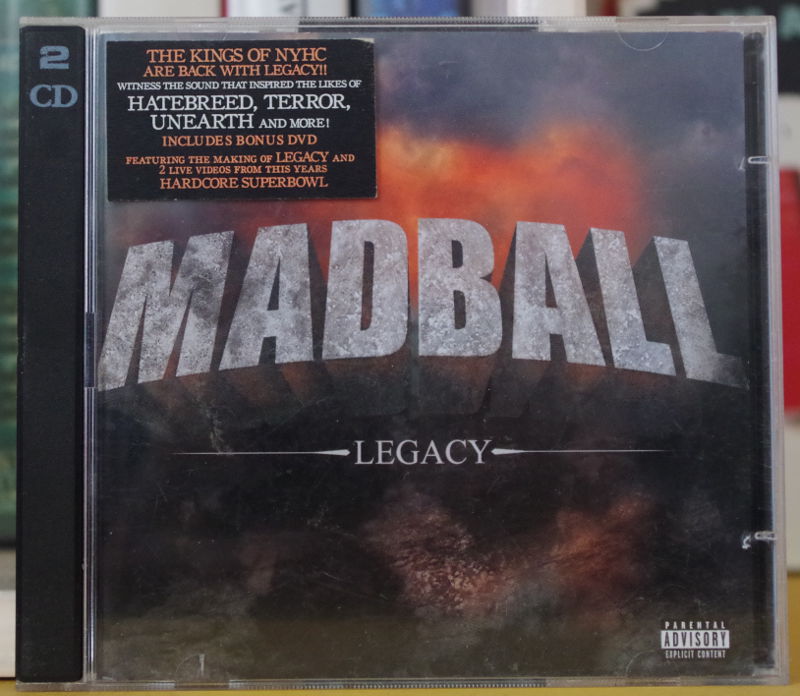 2
CD
THE KINGS OF NYHC
ARE BACK WITH LEGACY!!
WITNESS THE SOUND THAT INSPIRED THE LIKES OF
HATEBREED, TERROR,
UNEARTH AND MORE!
INCLUDES BONUS DVD
FEATURING THE MAKING OF LEGACY AND
2 LIVE VIDEOS FROM THIS YEARS
HARDCORE SUPERBOWL
MADBALL
LEGACY
PARENTAL
ADVISORY
EXPLICIT CONTENT